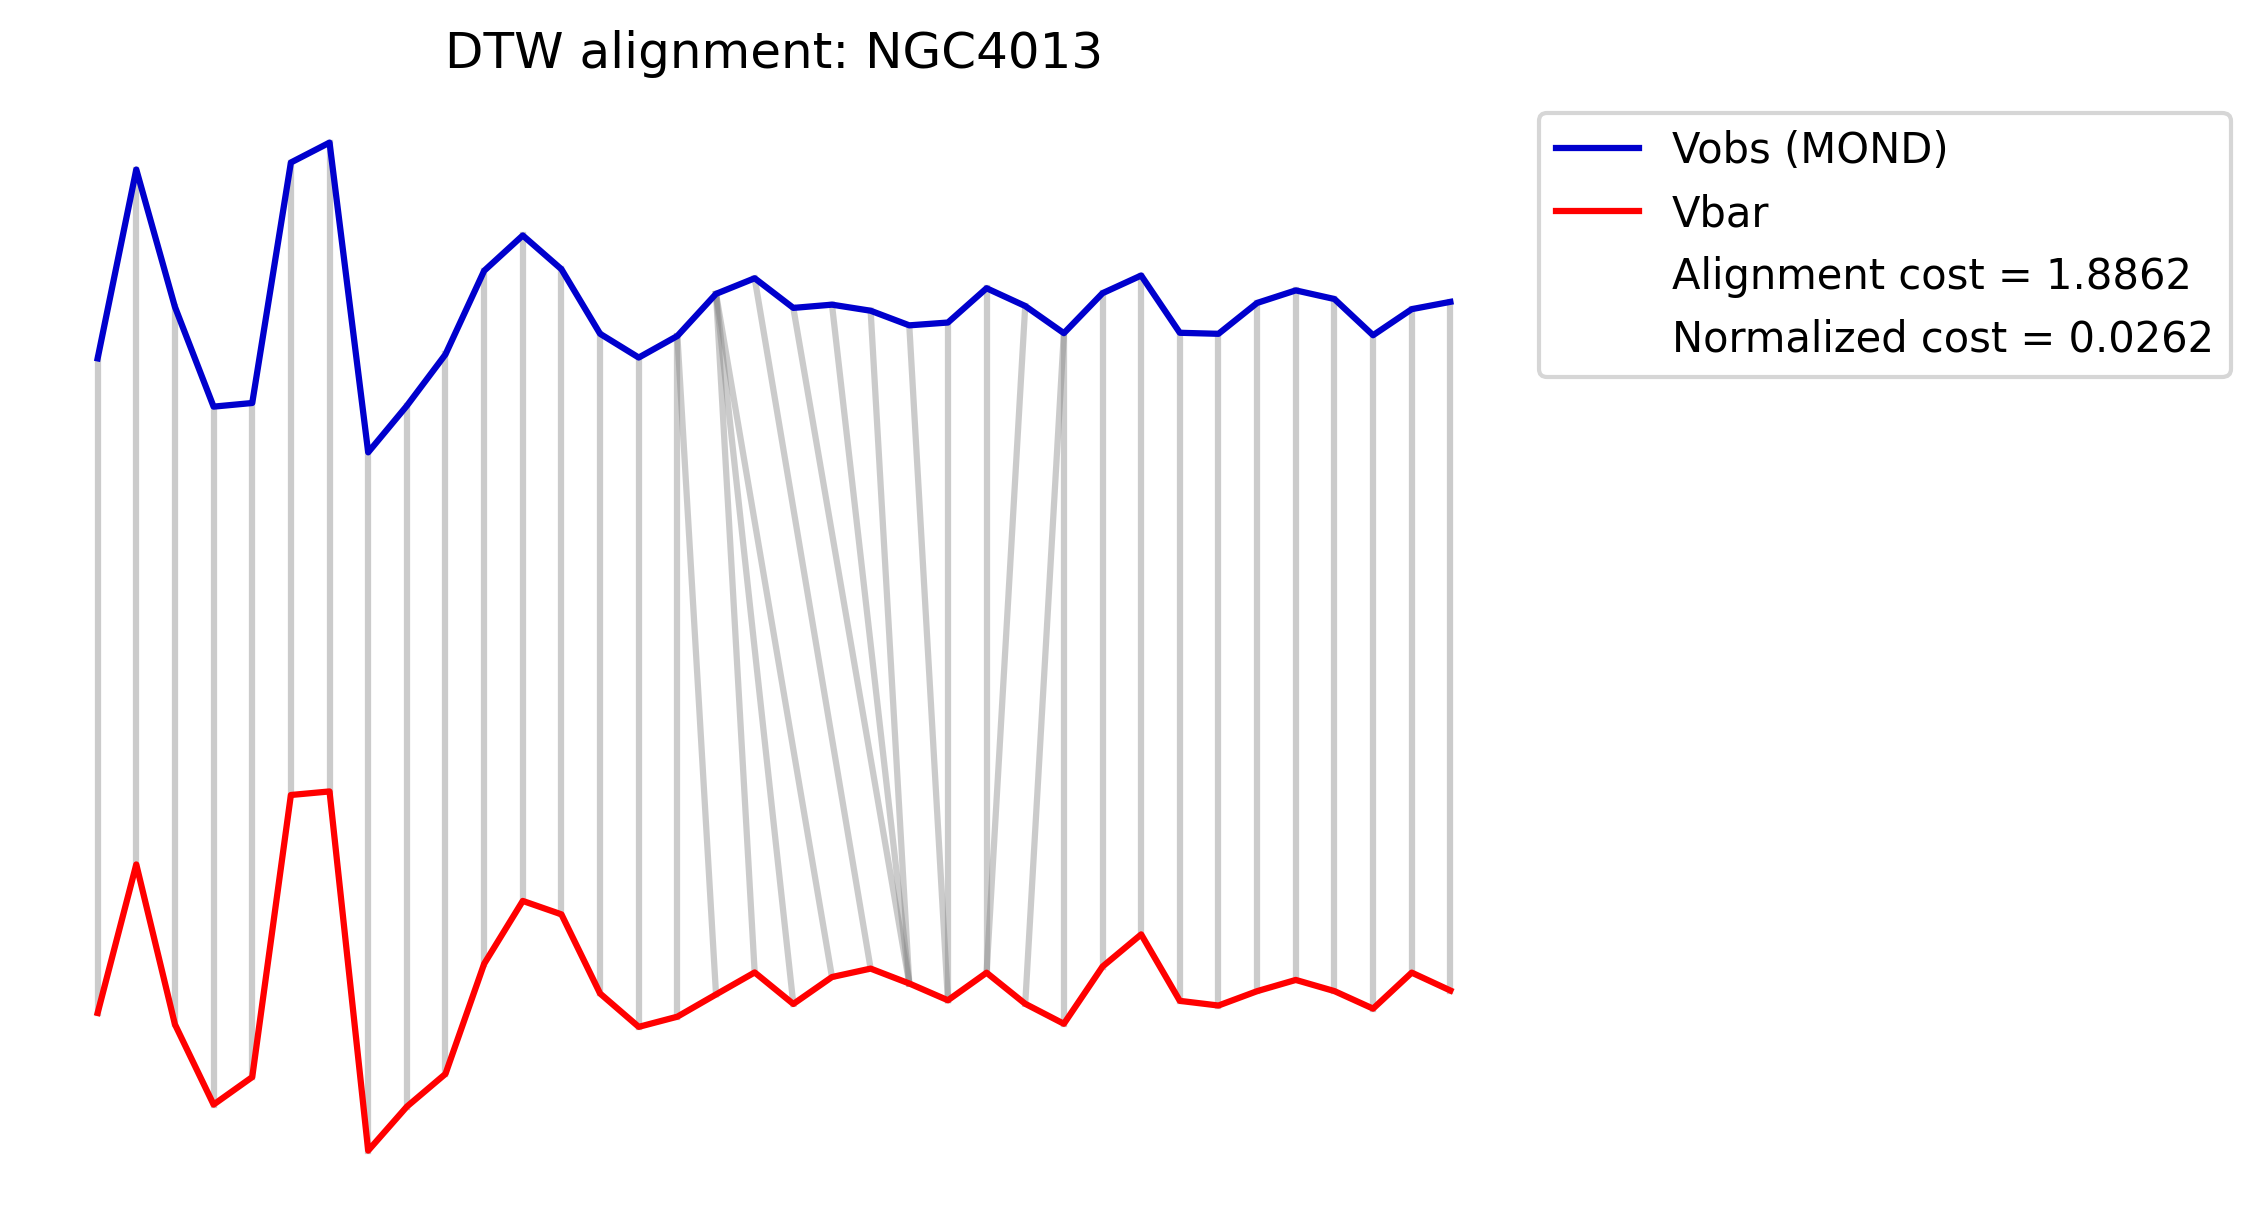 DTW alignment: NGC4013
Vobs (MOND)
Vbar
Alignment cost = 1.8862
Normalized cost = 0.0262